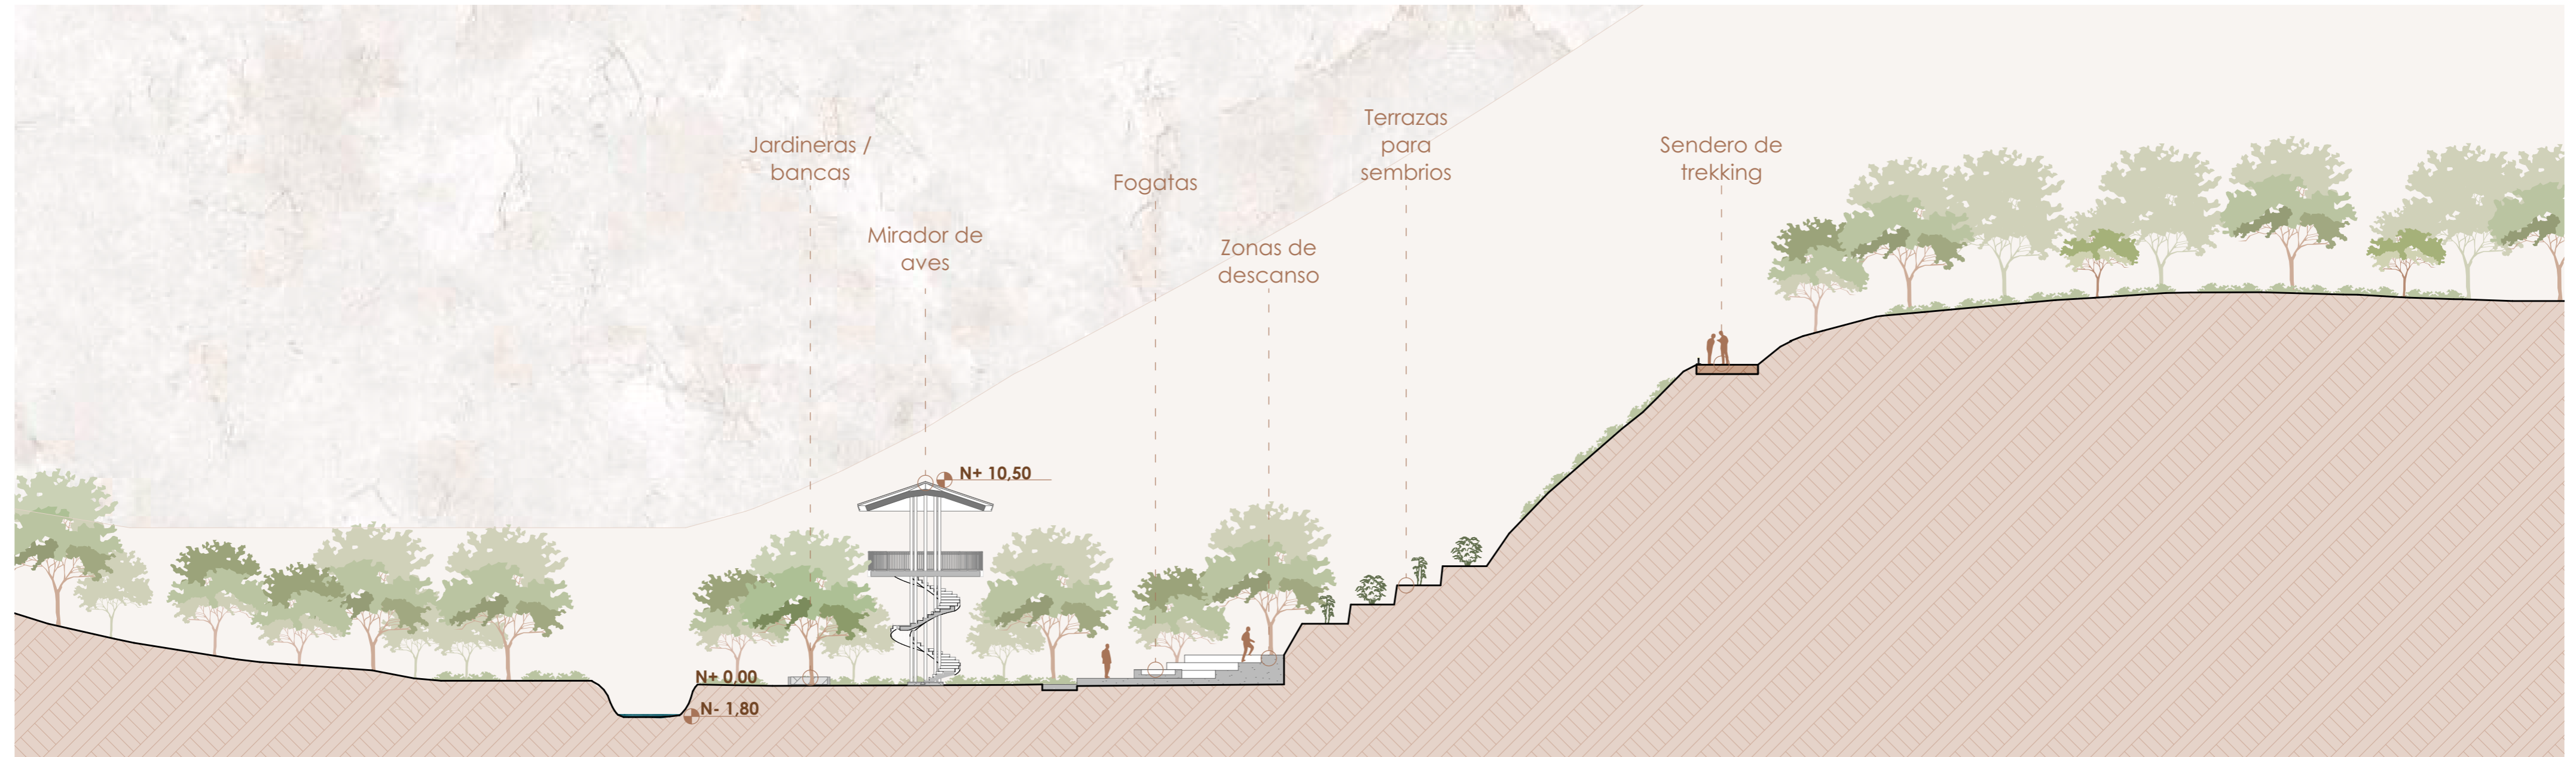 Jardineras /
bancas
Mirador de
aves
Fogatas
Zonas de
descanso
Terrazas
para
sembrios
Sendero de
trekking
N+ 10,50
N+ 0,00
N- 1,80